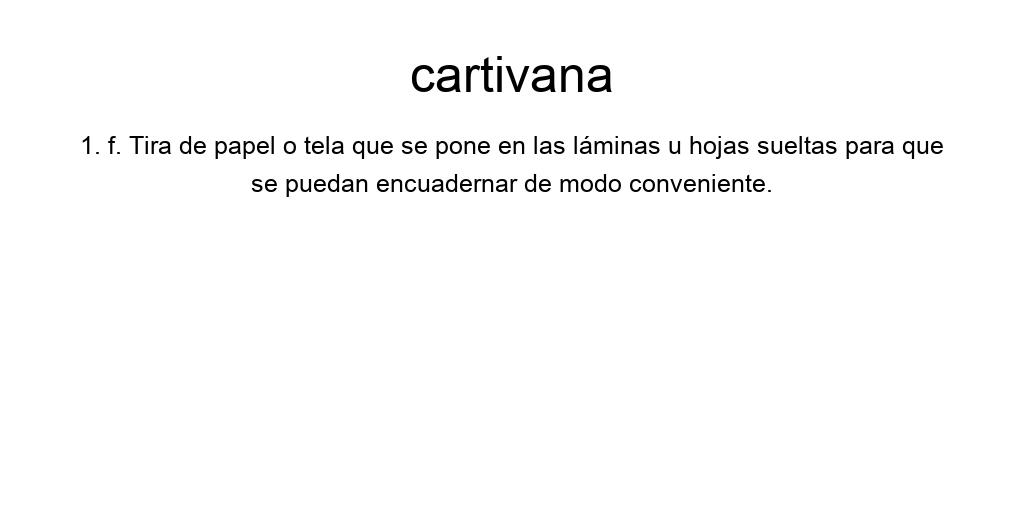 cartivana
1. f. Tira de papel o tela que se pone en las láminas u hojas sueltas para que
se puedan encuadernar de modo conveniente.